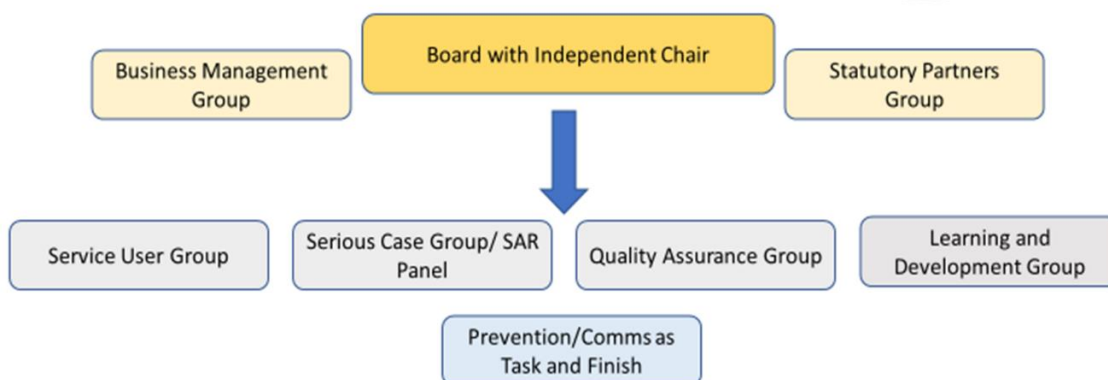 Board with Independent Chair
Business Management
Group
Statutory Partners
Group
Service User Group
Serious Case Group/ SAR
Panel
Quality Assurance Group
Learning and
Development Group
Prevention/Comms as
Task and Finish